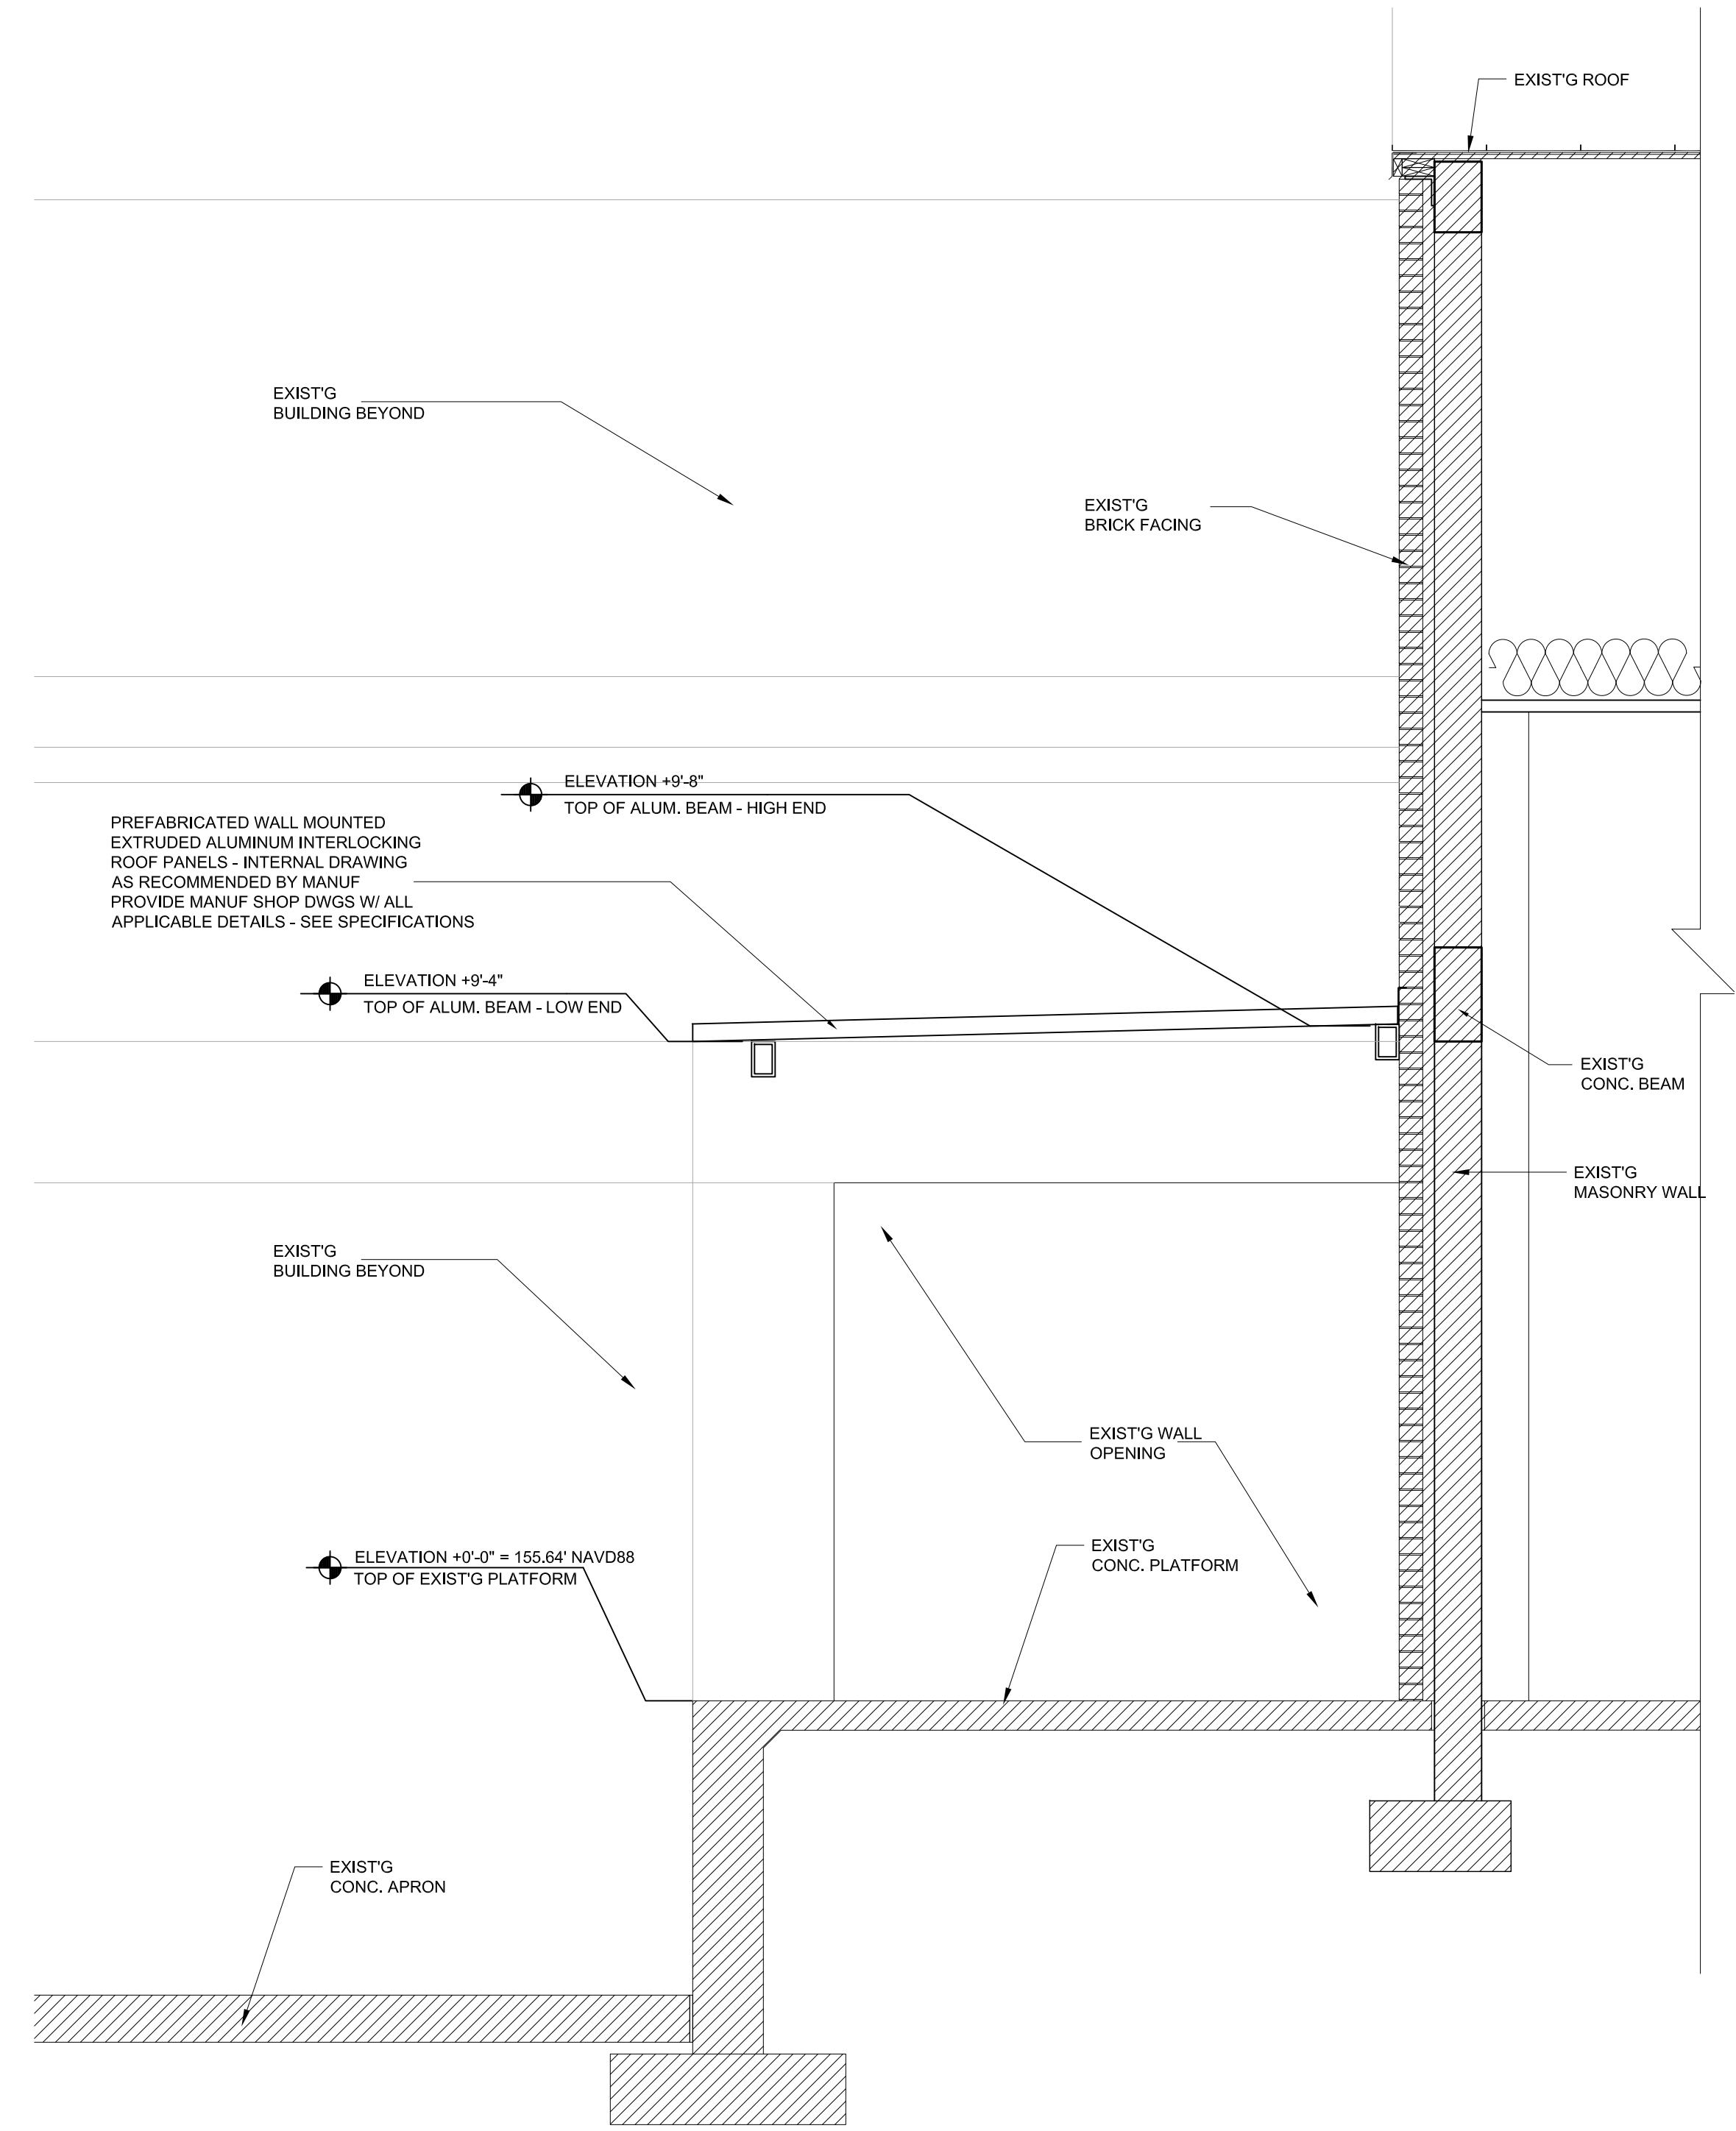 EXIST'G ROOF
EXIST'G
BUILDING BEYOND
EXIST'G
BRICK FACING
ELEVATION +9'-8"
TOP OF ALUM. BEAM - HIGH END
PREFABRICATED WALL MOUNTED
EXTRUDED ALUMINUM INTERLOCKING
ROOF PANELS - INTERNAL DRAWING
AS RECOMMENDED BY MANUF
PROVIDE MANUF SHOP DWGS W/ ALL
APPLICABLE DETAILS - SEE SPECIFICATIONS
ELEVATION +9'-4"
TOP OF ALUM. BEAM - LOW END
EXIST'G
CONC. BEAM
EXIST'G
MASONRY WALL
EXIST'G
BUILDING BEYOND
EXIST'G WALL
OPENING
EXIST'G
CONC. PLATFORM
ELEVATION +0'-0" = 155.64' NAVD88
TOP OF EXIST'G PLATFORM
EXIST'G
CONC. APRON